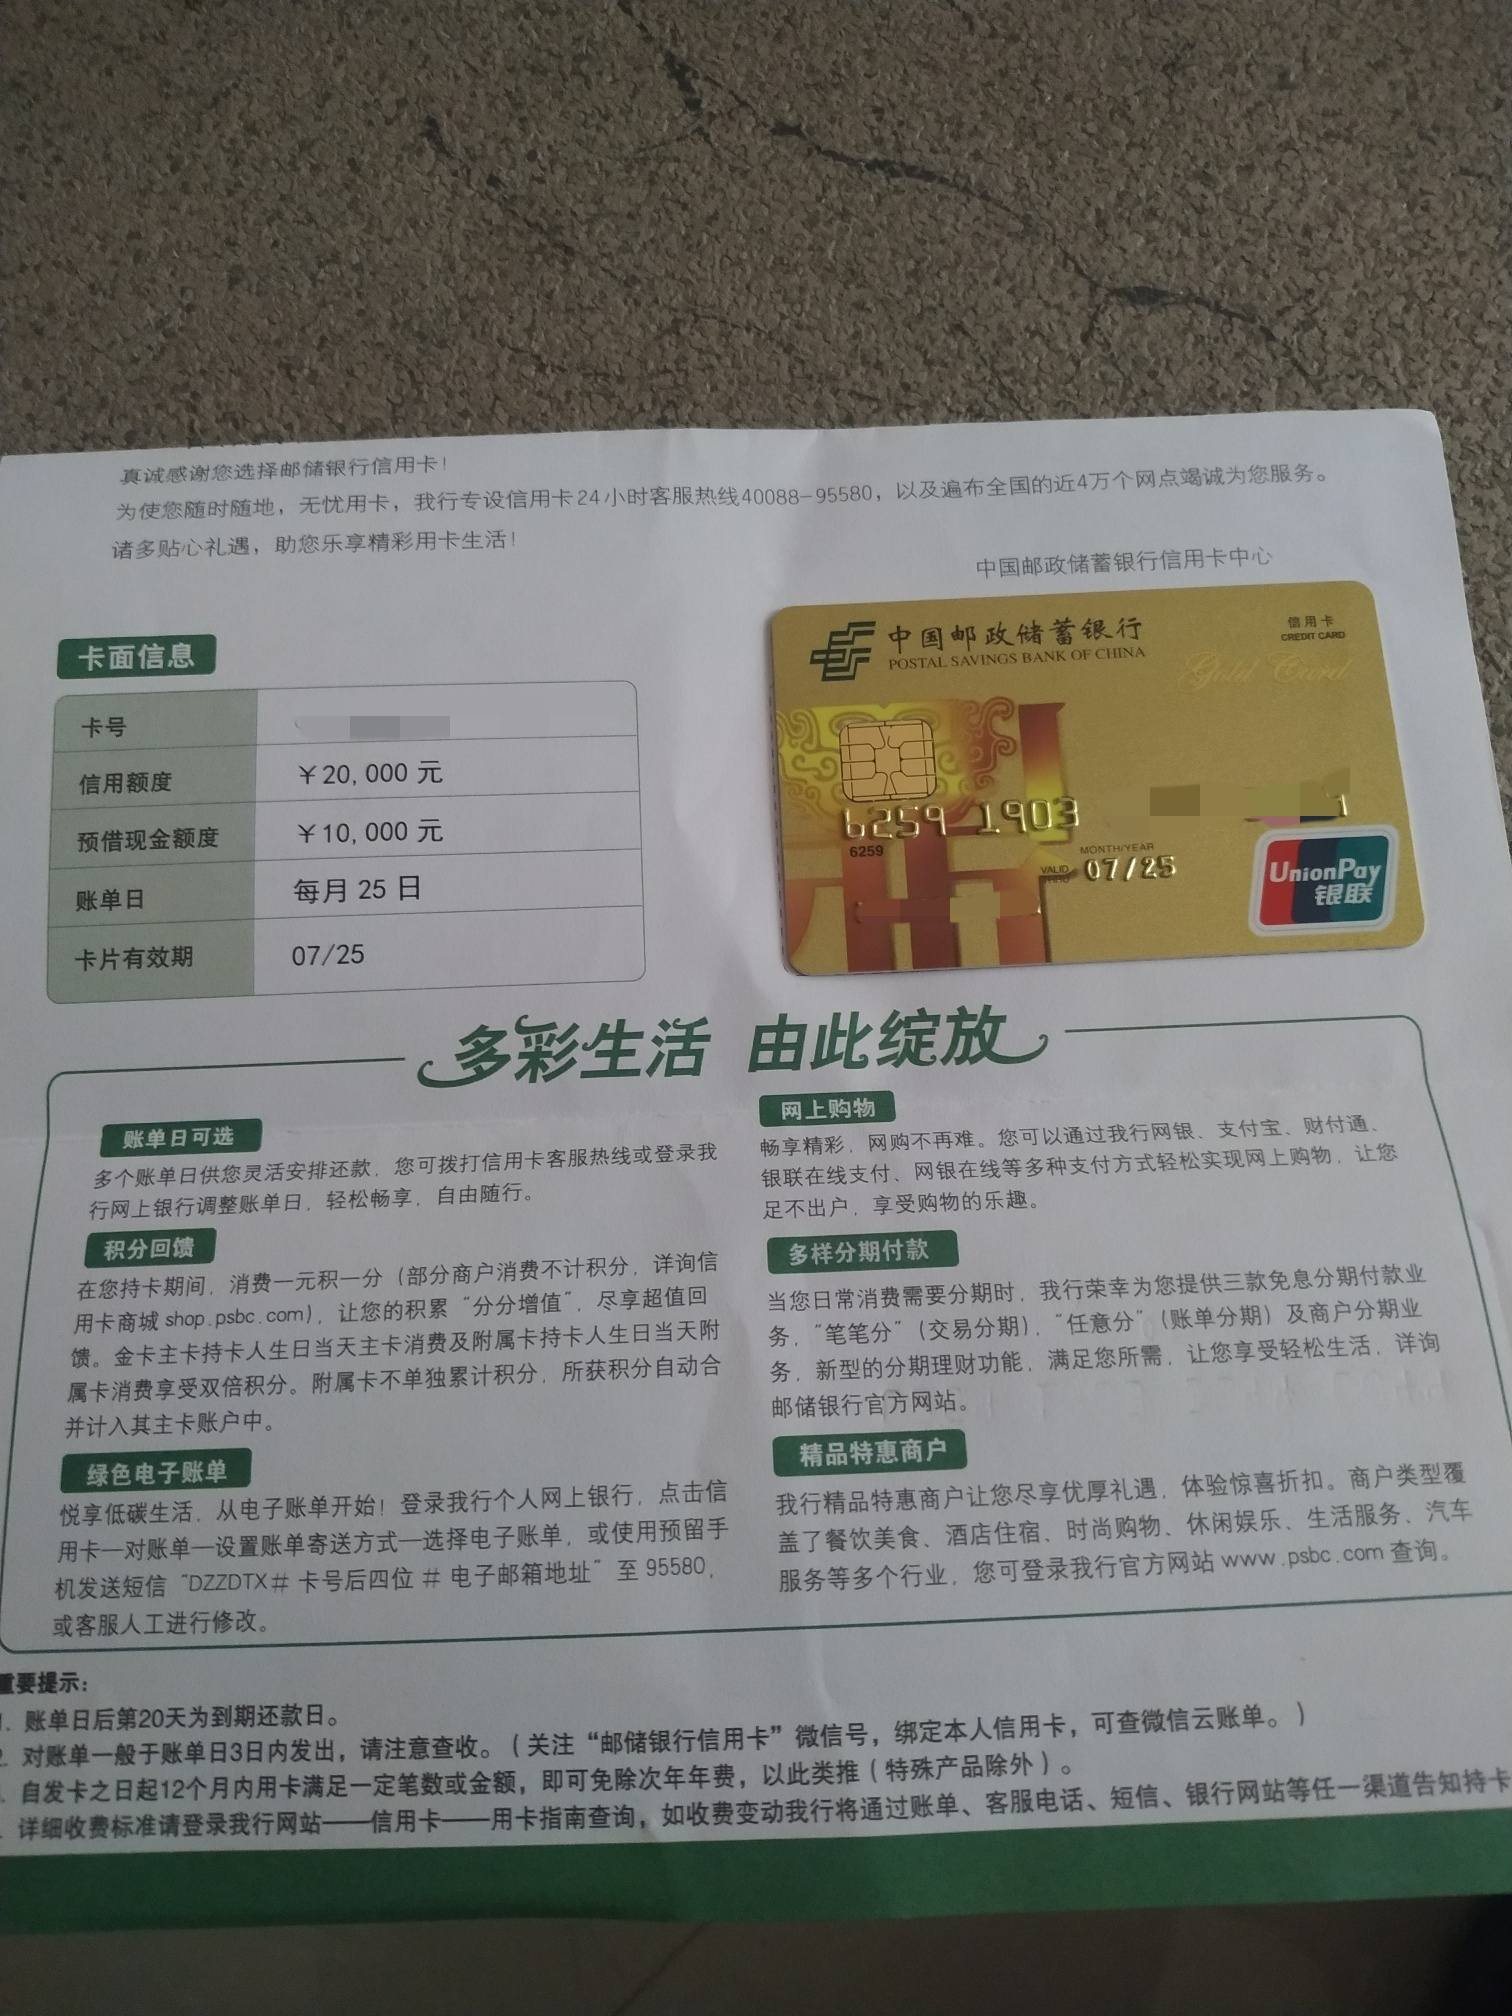 真诚感谢您选择邮储银行信用卡！
为使您随时随地，无忧用卡，我行专设信用卡24小时客服热线40088-95580，以及遍布全国的近4万个网点竭诚为您服务。
诸多贴心礼遇，助您乐享精彩用卡生活！
中国邮政储蓄银行信用卡中心
卡面信息
卡号
信用额度 ￥20,000 元
预借现金额度 ￥10,000 元
账单日 每月 25 日
卡片有效期 07/25
中国邮政储蓄银行
POSTAL SAVINGS BANK OF CHINA
信用卡
CREDIT CARD
Gold Card
6259 1903 1
6259
MONTH/YEAR
VALID THRU 07/25
UnionPay
银联
多彩生活 由此绽放
账单日可选
多个账单日供您灵活安排还款，您可拨打信用卡客服热线或登录我
行网上银行调整账单日，轻松畅享，自由随行。
积分回馈
在您持卡期间，消费一元积一分（部分商户消费不计积分，详询信
用卡商城 shop.psbc.com），让您的积累“分分增值”，尽享超值回
馈。金卡主卡持卡人生日当天主卡消费及附属卡持卡人生日当天附
属卡消费享受双倍积分。附属卡不单独累计积分，所获积分自动合
并计入其主卡账户中。
绿色电子账单
悦享低碳生活，从电子账单开始！登录我行个人网上银行，点击信
用卡—对账单—设置账单寄送方式—选择电子账单，或使用预留手
机发送短信“DZZDTX＃卡号后四位＃电子邮箱地址”至 95580，
或客服人工进行修改。
网上购物
畅享精彩，网购不再难。您可以通过我行网银、支付宝、财付通、
银联在线支付、网银在线等多种支付方式轻松实现网上购物，让您
足不出户，享受购物的乐趣。
多样分期付款
当您日常消费需要分期时，我行荣幸为您提供三款免息分期付款业
务，“笔笔分”（交易分期），“任意分”（账单分期）及商户分期业
务，新型的分期理财功能，满足您所需，让您享受轻松生活，详询
邮储银行官方网站。
精品特惠商户
我行精品特惠商户让您尽享优厚礼遇，体验惊喜折扣。商户类型覆
盖了餐饮美食、酒店住宿、时尚购物、休闲娱乐、生活服务、汽车
服务等多个行业，您可登录我行官方网站 www.psbc.com 查询。
重要提示：
1. 账单日后第20天为到期还款日。
2. 对账单一般于账单日3日内发出，请注意查收。（关注“邮储银行信用卡”微信号，绑定本人信用卡，可查微信云账单。）
. 自发卡之日起12个月内用卡满足一定笔数或金额，即可免除次年年费，以此类推（特殊产品除外）。
. 详细收费标准请登录我行网站——信用卡——用卡指南查询，如收费变动我行将通过账单、客服电话、短信、银行网站等任一渠道告知持卡